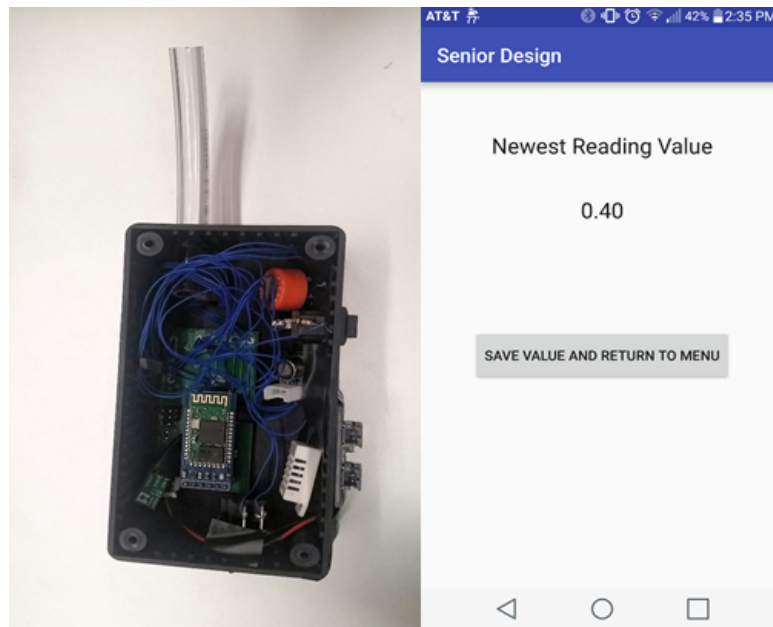 AT&T 42% 2:35 PM
Senior Design
Newest Reading Value
0.40
SAVE VALUE AND RETURN TO MENU